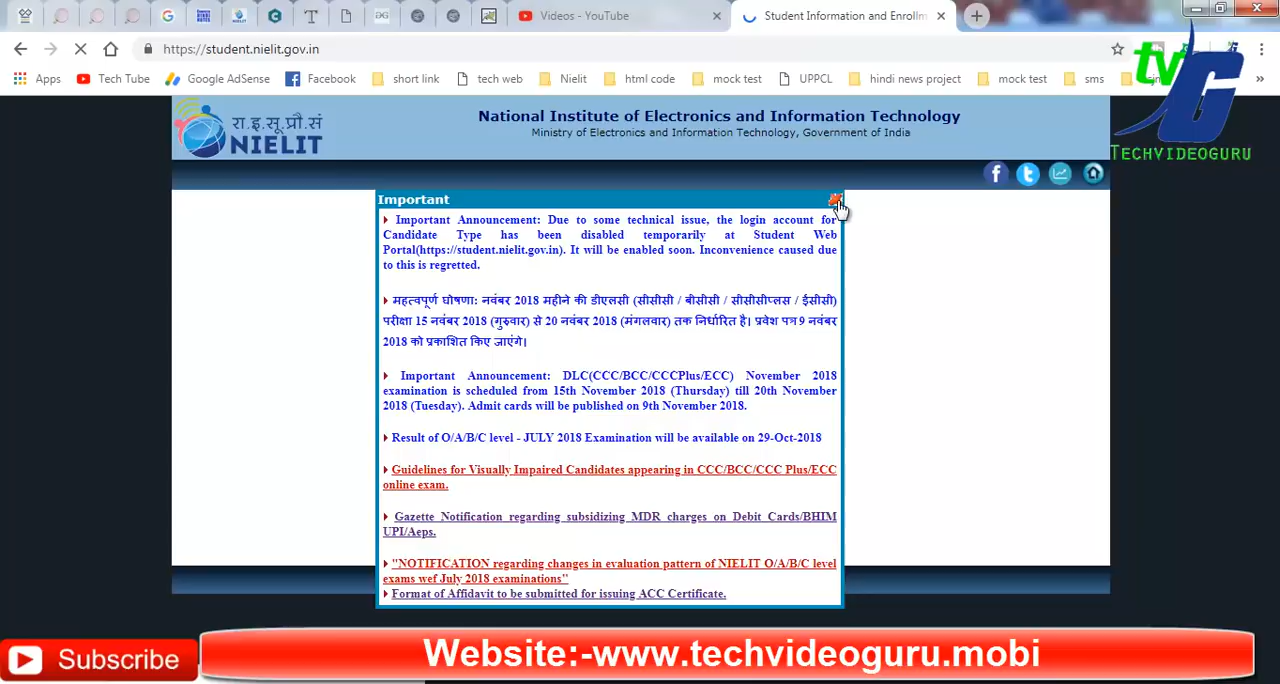 Videos - YouTube
Student Information and Enrollm
https://student.nielit.gov.in
Apps Tech Tube Google AdSense Facebook short link tech web Nielit html code mock test UPPCL hindi news project mock test sms
tv G
TECHVIDEOGURU
रा.इ.सू.प्रौ.सं
NIELIT
National Institute of Electronics and Information Technology
Ministry of Electronics and Information Technology, Government of India
Important
Important Announcement: Due to some technical issue, the login account for
Candidate Type has been disabled temporarily at Student Web
Portal(https://student.nielit.gov.in). It will be enabled soon. Inconvenience caused due
to this is regretted.
महत्वपूर्ण घोषणा: नवंबर 2018 महीने की डीएलसी (सीसीसी / बीसीसी / सीसीसीप्लस / ईसीसी)
परीक्षा 15 नवंबर 2018 (गुरुवार) से 20 नवंबर 2018 (मंगलवार) तक निर्धारित है। प्रवेश पत्र 9 नवंबर
2018 को प्रकाशित किए जाएंगे।
Important Announcement: DLC(CCC/BCC/CCCPlus/ECC) November 2018
examination is scheduled from 15th November 2018 (Thursday) till 20th November
2018 (Tuesday). Admit cards will be published on 9th November 2018.
Result of O/A/B/C level - JULY 2018 Examination will be available on 29-Oct-2018
Guidelines for Visually Impaired Candidates appearing in CCC/BCC/CCC Plus/ECC
online exam.
Gazette Notification regarding subsidizing MDR charges on Debit Cards/BHIM
UPI/Aeps.
"NOTIFICATION regarding changes in evaluation pattern of NIELIT O/A/B/C level
exams wef July 2018 examinations"
Format of Affidavit to be submitted for issuing ACC Certificate.
Subscribe
Website:-www.techvideoguru.mobi